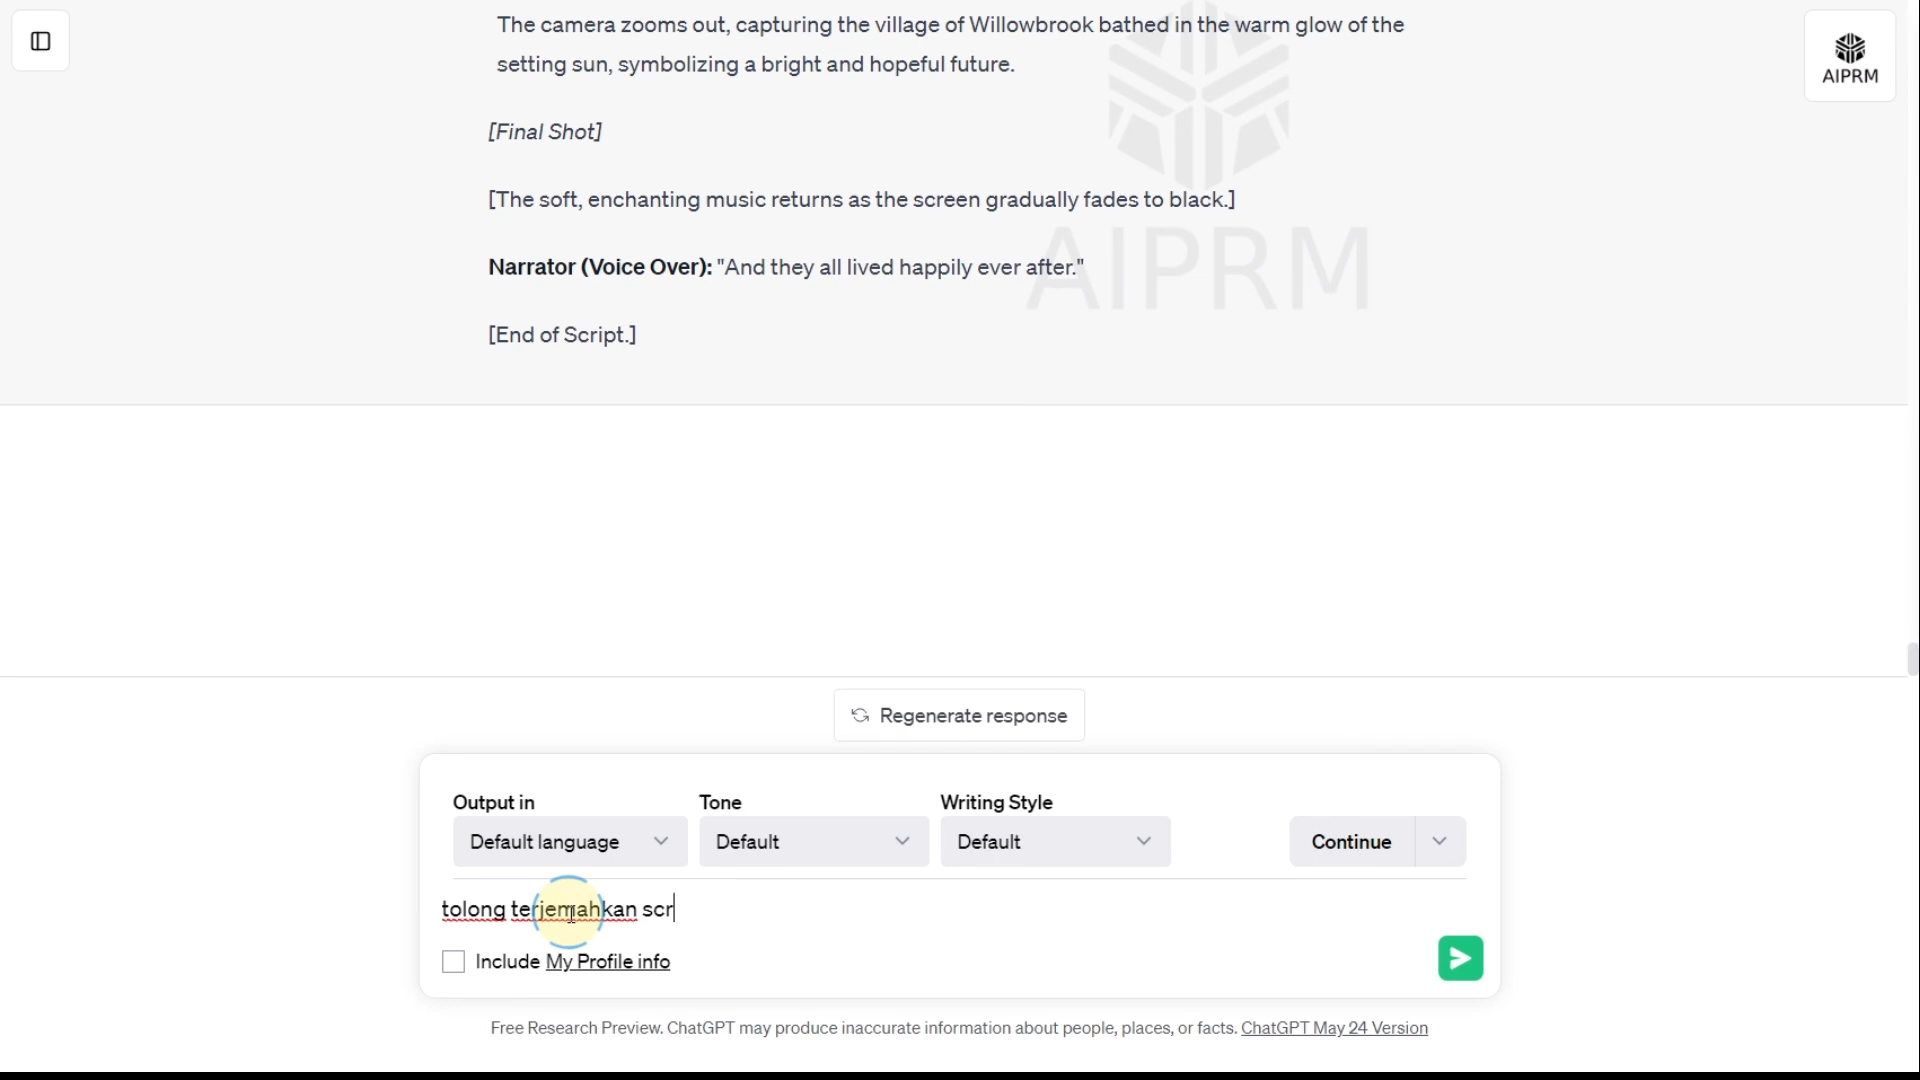 The camera zooms out, capturing the village of Willowbrook bathed in the warm glow of the
setting sun, symbolizing a bright and hopeful future.
AIPRM
[Final Shot]
[The soft, enchanting music returns as the screen gradually fades to black.]
AIPRM
Narrator (Voice Over): "And they all lived happily ever after."
[End of Script.]
Regenerate response
Output in
Tone
Writing Style
Default language
Default
Default
Continue
tolong terjemahkan scr
Include My Profile info
Free Research Preview. ChatGPT may produce inaccurate information about people, places, or facts. ChatGPT May 24 Version